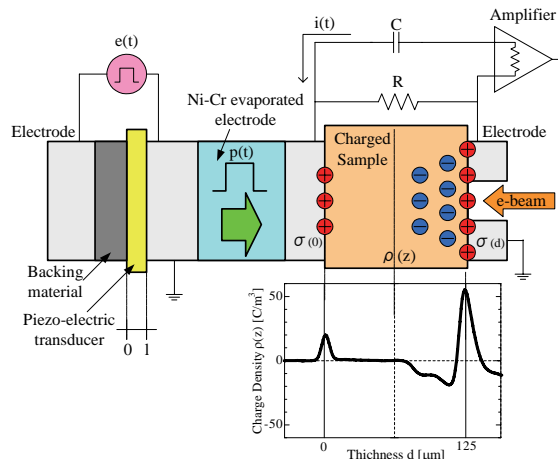 Amplifier
e(t)
i(t)
C
Ni-Cr evaporated
electrode
R
Electrode
p(t)
Charged
Sample
Electrode
e-beam
σ(0)
ρ(z)
σ(d)
Backing
material
Piezo-electric
transducer
0 1
Charge Density ρ(z) [C/m³]
50
0
-50
0
125
Thichness d [μm]